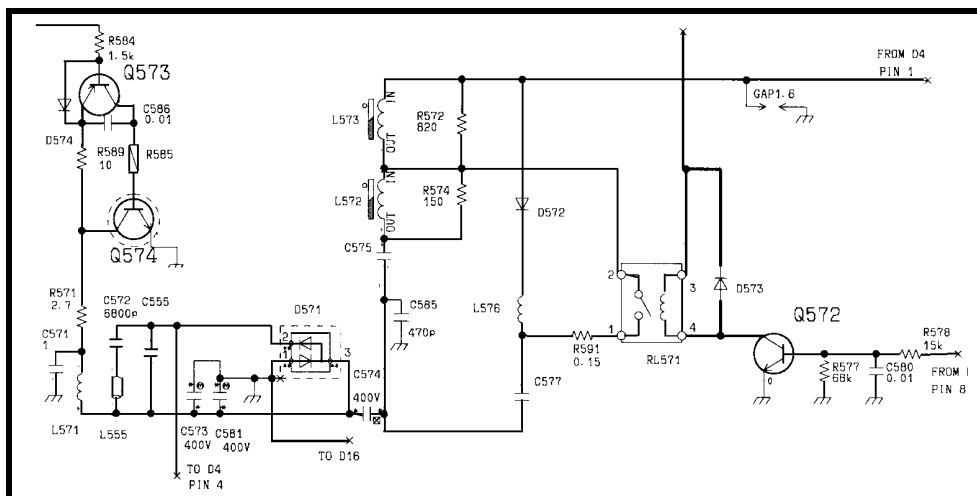 R584
1.5k
Q573
C586
0.01
D574
R589
10
R585
Q574
R571
2.7
C571
1
C572
6800p
C555
L571
L555
C573
400V
C581
400V
TO D4
PIN 4
D571
2
1
3
C574
400V
TO D16
L573
IN
OUT
R572
820
L572
IN
OUT
R574
150
C575
C585
470p
D572
L576
C577
R591
0.15
2
1
3
4
RL571
D573
FROM D4
PIN 1
GAP1.6
Q572
R577
68k
C580
0.01
R578
15k
FROM
PIN 8